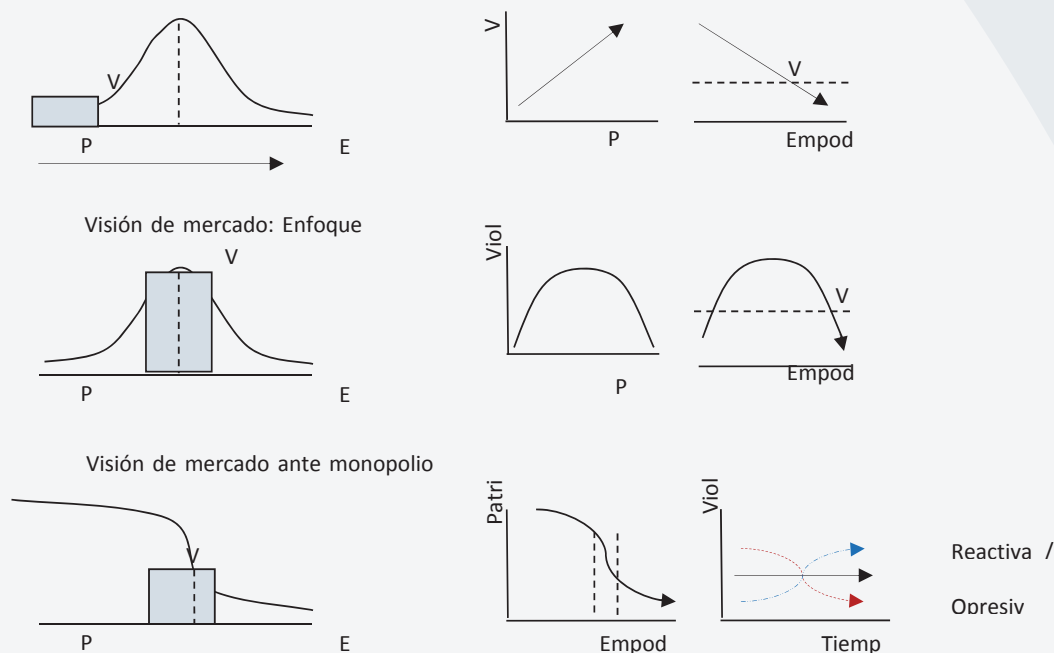 V
P
E
V
P
V
Empod
Visión de mercado: Enfoque
V
P
E
Viol
P
V
Empod
Visión de mercado ante monopolio
V
P
E
Patri
Empod
Viol
Tiemp
Reactiva /
Opresiv